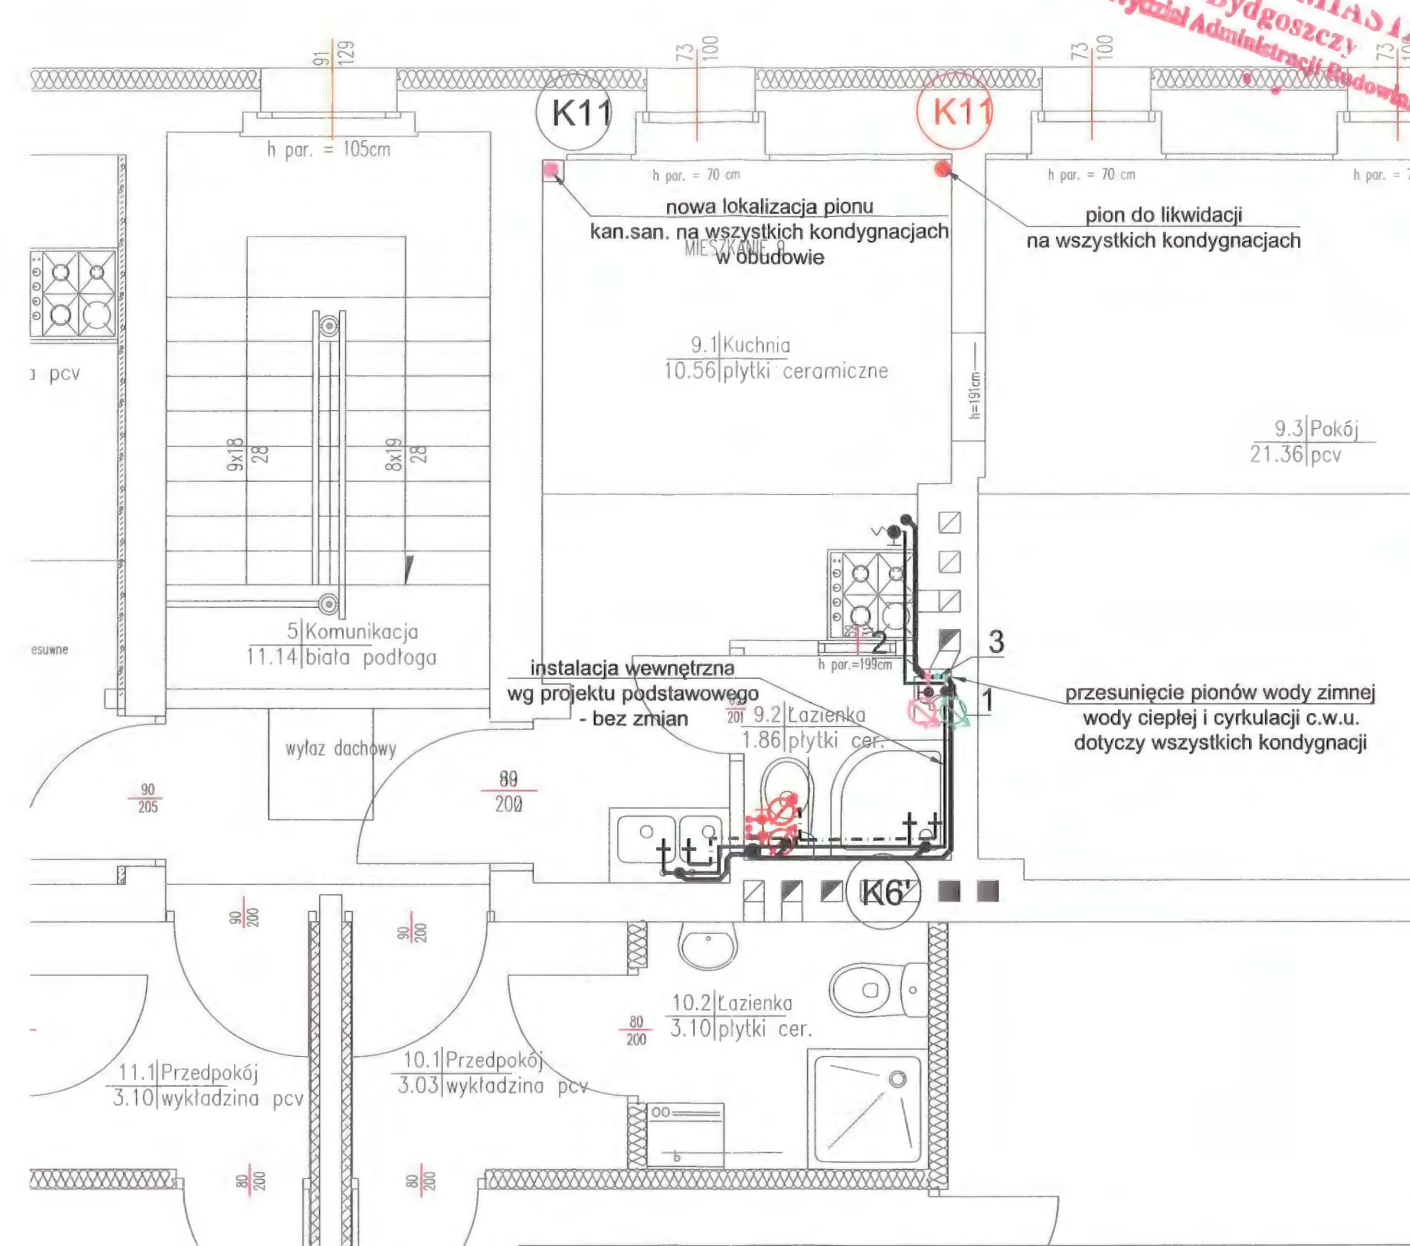 MIASTA
Bydgoszczy
Wydział Administracji Budowlanej
91
129
73
100
73
100
73
100
K11
K11
h par. = 105cm
h par. = 70 cm
h par. = 70 cm
h par. =
nowa lokalizacja pionu
kan.san. na wszystkich kondygnacjach
w obudowie
MIESZKANIE 9
pion do likwidacji
na wszystkich kondygnacjach
9.1 Kuchnia
10.56 płytki ceramiczne
h=191cm
pcv
9.3 Pokój
21.36 pcv
9x18
28
8x19
28
5 Komunikacja
11.14 biała podłoga
esuwne
2
3
1
h par.=199cm
instalacja wewnętrzna
wg projektu podstawowego
- bez zmian
201
9.2 Łazienka
1.86 płytki cer.
przesunięcie pionów wody zimnej
wody ciepłej i cyrkulacji c.w.u.
dotyczy wszystkich kondygnacji
wyłaz dachowy
90
205
200
K6'
90
200
90
200
10.2 Łazienka
3.10 płytki cer.
80
200
11.1 Przedpokój
3.10 wykładzina pcv
10.1 Przedpokój
3.03 wykładzina pcv
b
80
200
80
200